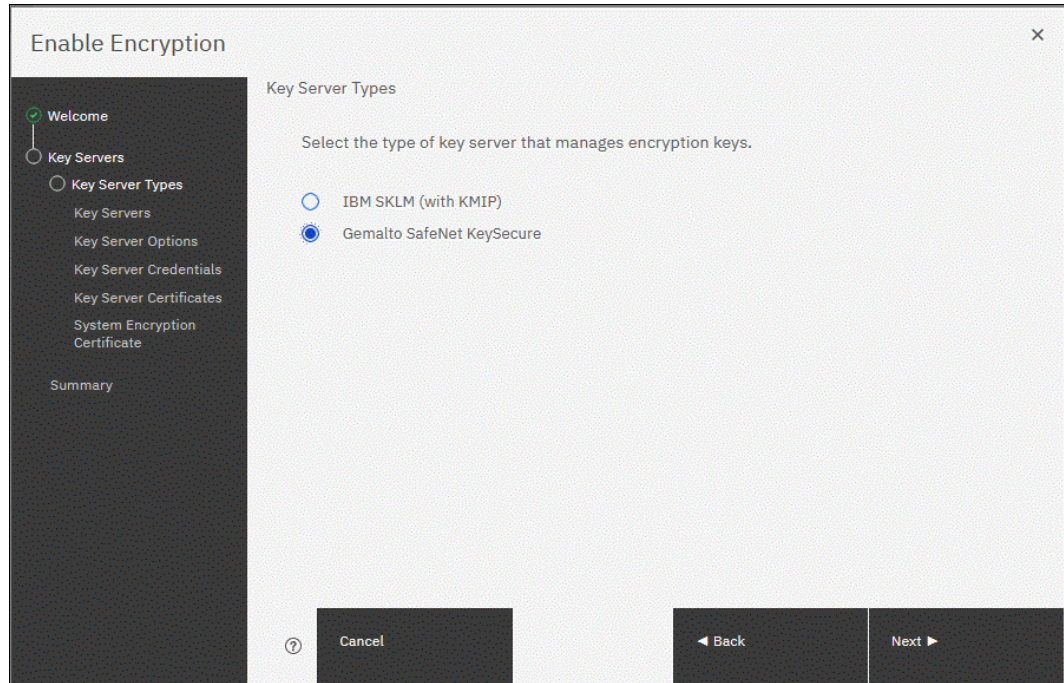 Enable Encryption
×
Welcome
Key Servers
Key Server Types
Key Servers
Key Server Options
Key Server Credentials
Key Server Certificates
System Encryption
Certificate
Summary
Key Server Types
Select the type of key server that manages encryption keys.
IBM SKLM (with KMIP)
Gemalto SafeNet KeySecure
?
Cancel
◄ Back
Next ►